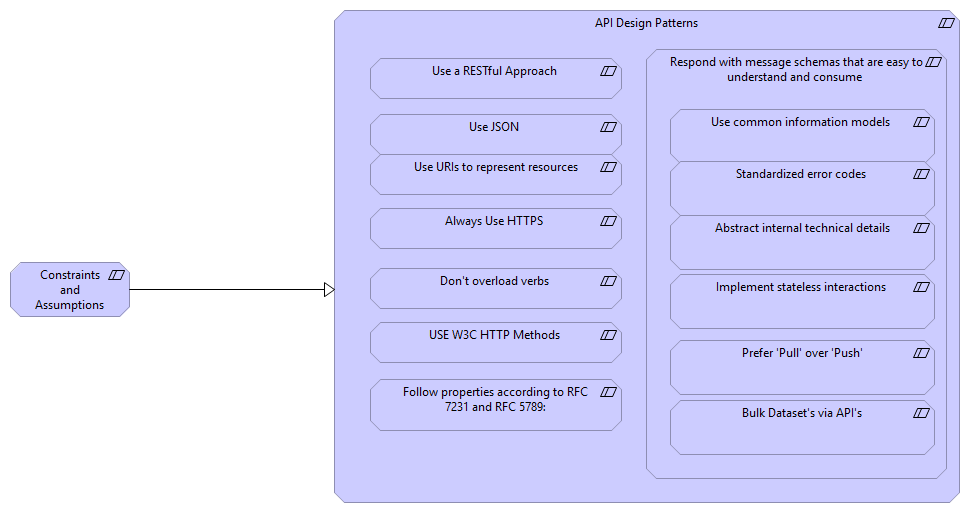 API Design Patterns
Constraints
and
Assumptions
Use a RESTful Approach
Use JSON
Use URIs to represent resources
Always Use HTTPS
Don't overload verbs
USE W3C HTTP Methods
Follow properties according to RFC
7231 and RFC 5789:
Respond with message schemas that are easy to
understand and consume
Use common information models
Standardized error codes
Abstract internal technical details
Implement stateless interactions
Prefer 'Pull' over 'Push'
Bulk Dataset's via API's